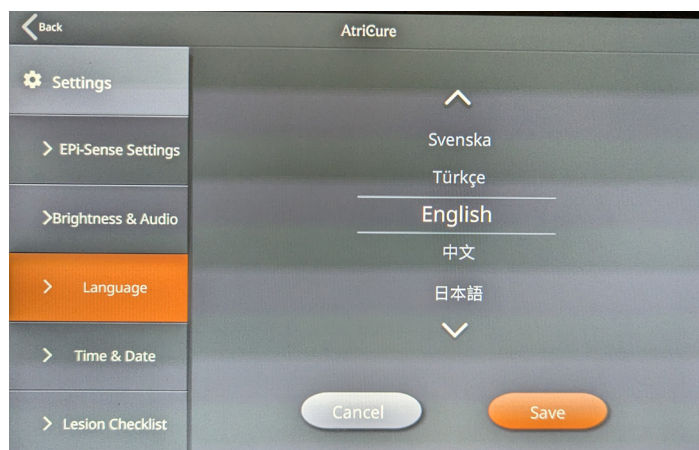 Back
AtriCure
Settings
EPi-Sense Settings
Brightness & Audio
Language
Time & Date
Lesion Checklist
Svenska
Türkçe
English
中文
日本語
Cancel
Save